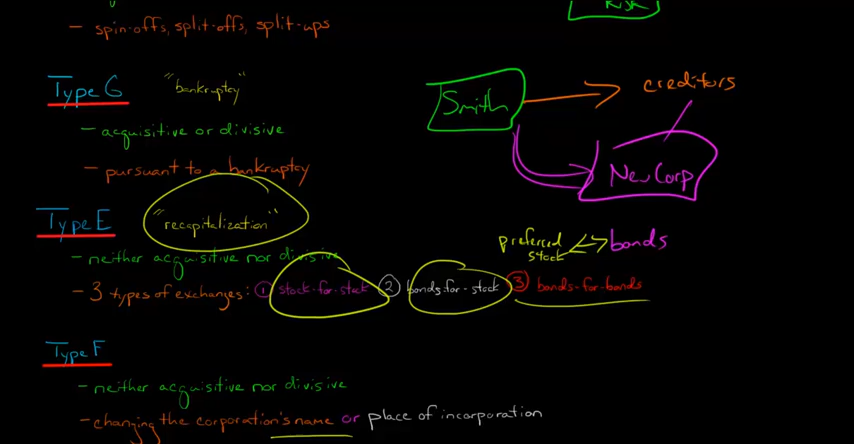 - spin-offs, split-offs, split-ups
Risk
Type G "bankruptcy"
- acquisitive or divisive
- pursuant to a bankruptcy
Smith
creditors
NewCorp
Type E "recapitalization"
- neither acquisitive nor divisive
- 3 types of exchanges: ① stock-for-stock ② bonds-for-stock ③ bonds-for-bonds
preferred
stock
bonds
Type F
- neither acquisitive nor divisive
- changing the corporation's name or place of incorporation